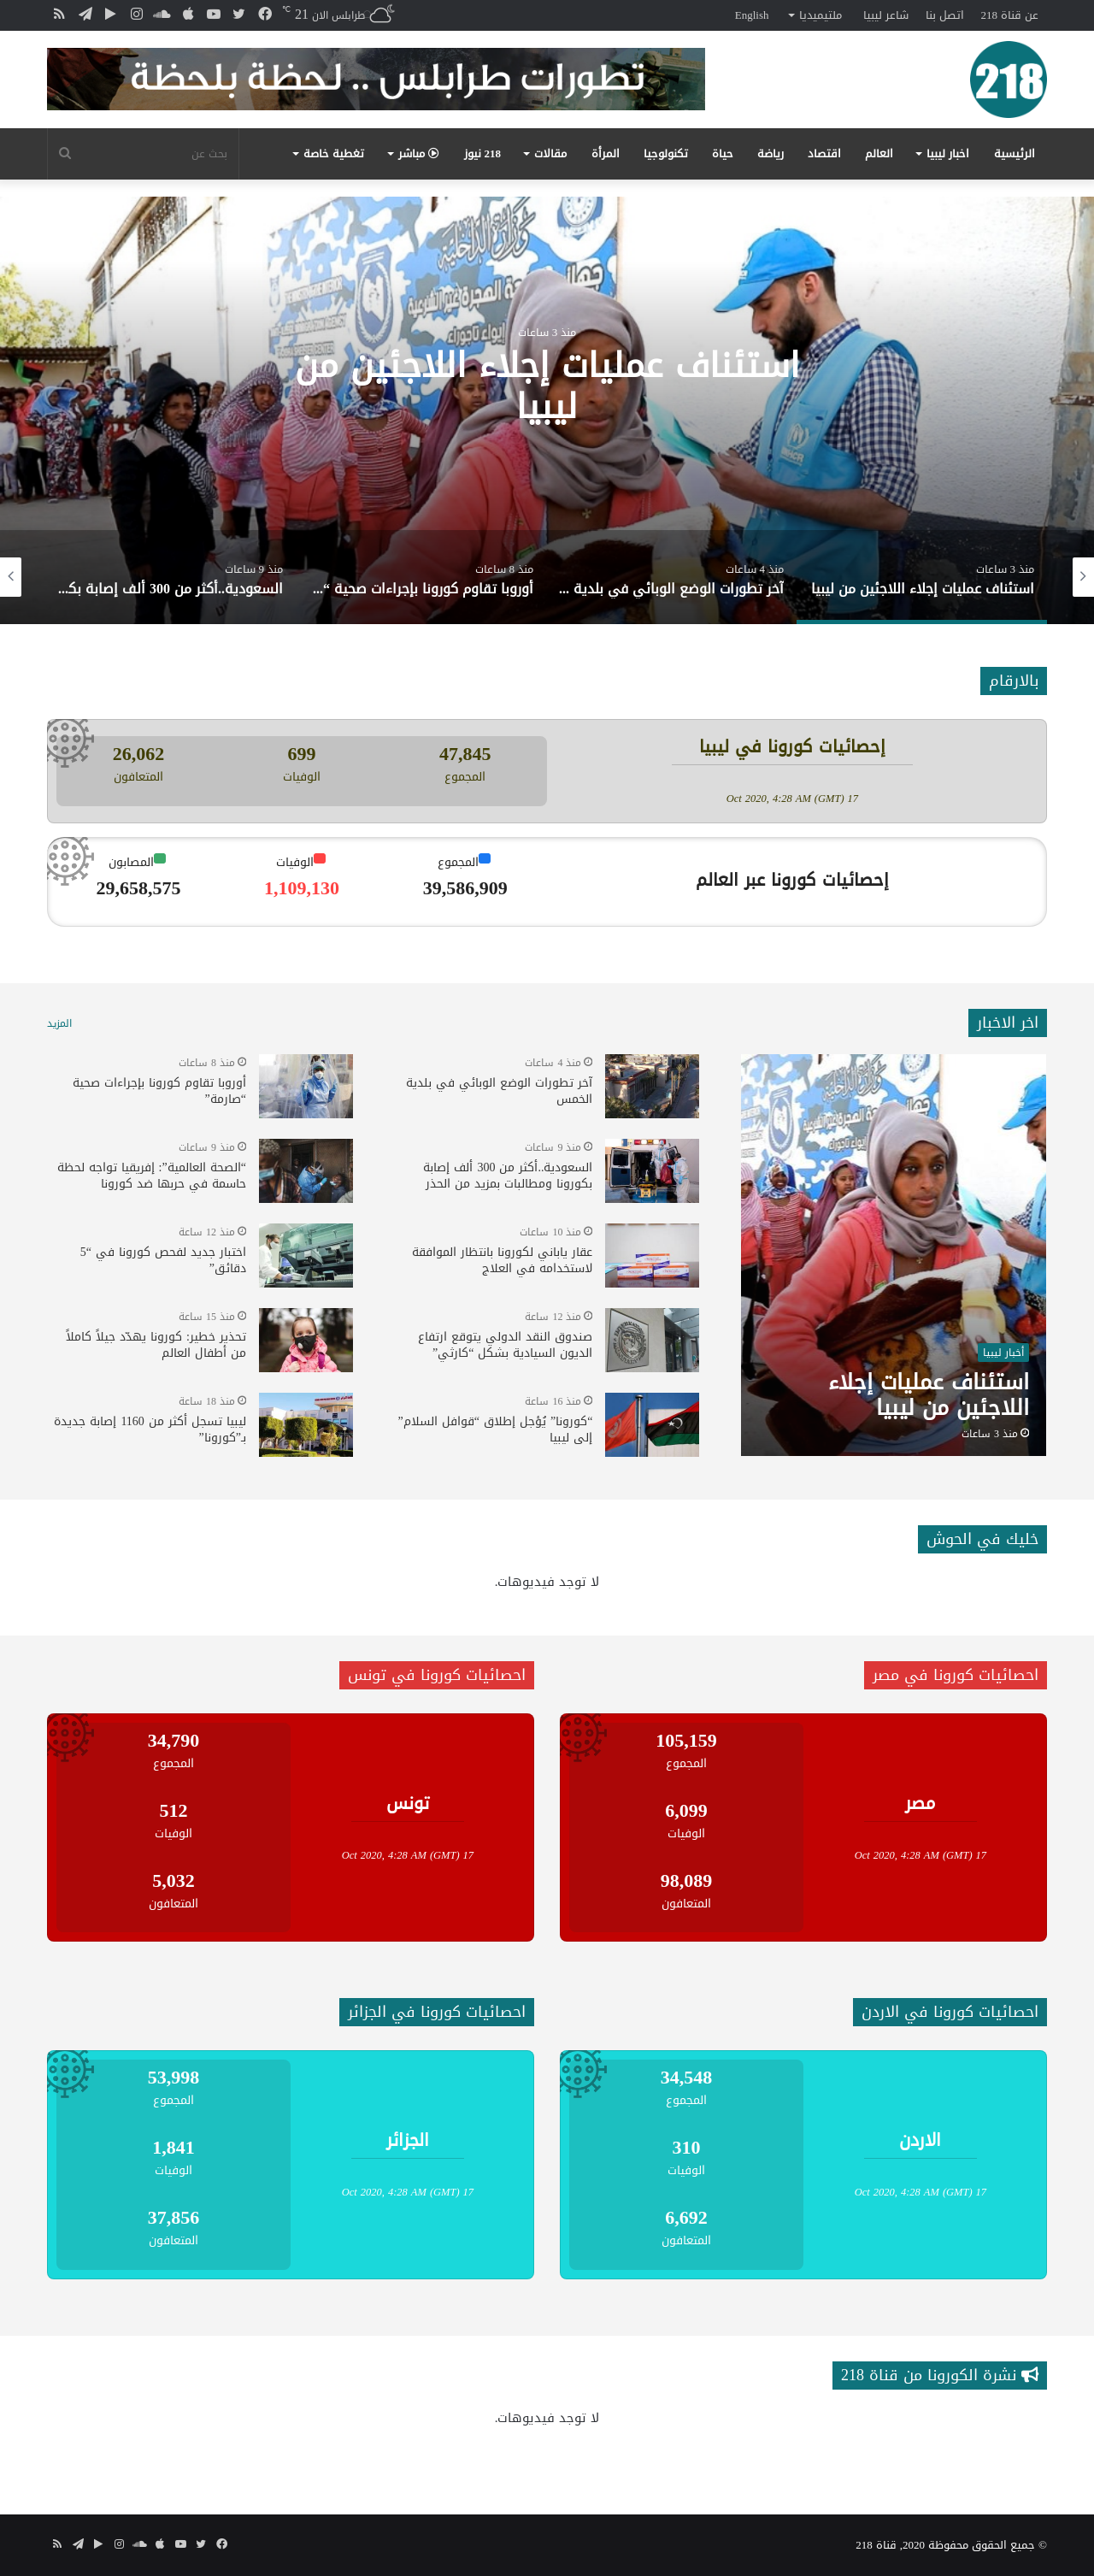 عن قناة 218
اتصل بنا
شاعر ليبيا
ملتيميديا
English
طرابلس الان 21 ℃
218
تطورات طرابلس .. لحظة بلحظة
الرئيسية
اخبار ليبيا
العالم
اقتصاد
رياضة
حياة
تكنولوجيا
المرأة
مقالات
218 نيوز
مباشر
تغطية خاصة
بحث عن
منذ 3 ساعات
استئناف عمليات إجلاء اللاجئين من
ليبيا
منذ 3 ساعات
استئناف عمليات إجلاء اللاجئين من ليبيا
منذ 4 ساعات
آخر تطورات الوضع الوبائي في بلدية ...
منذ 8 ساعات
أوروبا تقاوم كورونا بإجراءات صحية “...
منذ 9 ساعات
السعودية..أكثر من 300 ألف إصابة بكـ...
بالارقام
إحصائيات كورونا في ليبيا
17 Oct 2020, 4:28 AM (GMT)
47,845
المجموع
699
الوفيات
26,062
المتعافون
إحصائيات كورونا عبر العالم
المجموع
39,586,909
الوفيات
1,109,130
المصابون
29,658,575
اخر الاخبار
المزيد
أخبار ليبيا
استئناف عمليات إجلاء
اللاجئين من ليبيا
منذ 3 ساعات
منذ 4 ساعات
آخر تطورات الوضع الوبائي في بلدية
الخمس
منذ 8 ساعات
أوروبا تقاوم كورونا بإجراءات صحية
“صارمة”
منذ 9 ساعات
السعودية..أكثر من 300 ألف إصابة
بكورونا ومطالبات بمزيد من الحذر
منذ 9 ساعات
“الصحة العالمية”: إفريقيا تواجه لحظة
حاسمة في حربها ضد كورونا
منذ 10 ساعات
عقار ياباني لكورونا بانتظار الموافقة
لاستخدامه في العلاج
منذ 12 ساعة
اختبار جديد لفحص كورونا في “5
دقائق”
منذ 12 ساعة
صندوق النقد الدولي يتوقع ارتفاع
الديون السيادية بشكل “كارثي”
منذ 15 ساعة
تحذير خطير: كورونا يهدّد جيلاً كاملاً
من أطفال العالم
منذ 16 ساعة
“كورونا” يُؤجل إطلاق “قوافل السلام”
إلى ليبيا
منذ 18 ساعة
ليبيا تسجل أكثر من 1160 إصابة جديدة
بـ”كورونا”
خليك في الحوش
لا توجد فيديوهات.
احصائيات كورونا في مصر
مصر
17 Oct 2020, 4:28 AM (GMT)
105,159
المجموع
6,099
الوفيات
98,089
المتعافون
احصائيات كورونا في تونس
تونس
17 Oct 2020, 4:28 AM (GMT)
34,790
المجموع
512
الوفيات
5,032
المتعافون
احصائيات كورونا في الاردن
الاردن
17 Oct 2020, 4:28 AM (GMT)
34,548
المجموع
310
الوفيات
6,692
المتعافون
احصائيات كورونا في الجزائر
الجزائر
17 Oct 2020, 4:28 AM (GMT)
53,998
المجموع
1,841
الوفيات
37,856
المتعافون
نشرة الكورونا من قناة 218
لا توجد فيديوهات.
© جميع الحقوق محفوظة 2020, قناة 218